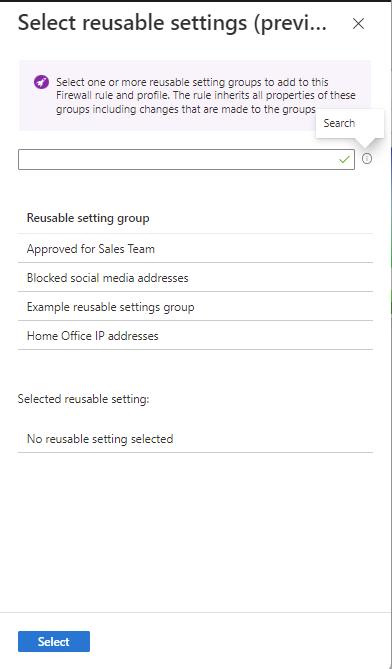 Select reusable settings (previ...
Select one or more reusable setting groups to add to this
Firewall rule and profile. The rule inherits all properties of these
groups including changes that are made to the groups
Search
Reusable setting group
Approved for Sales Team
Blocked social media addresses
Example reusable settings group
Home Office IP addresses
Selected reusable setting:
No reusable setting selected
Select